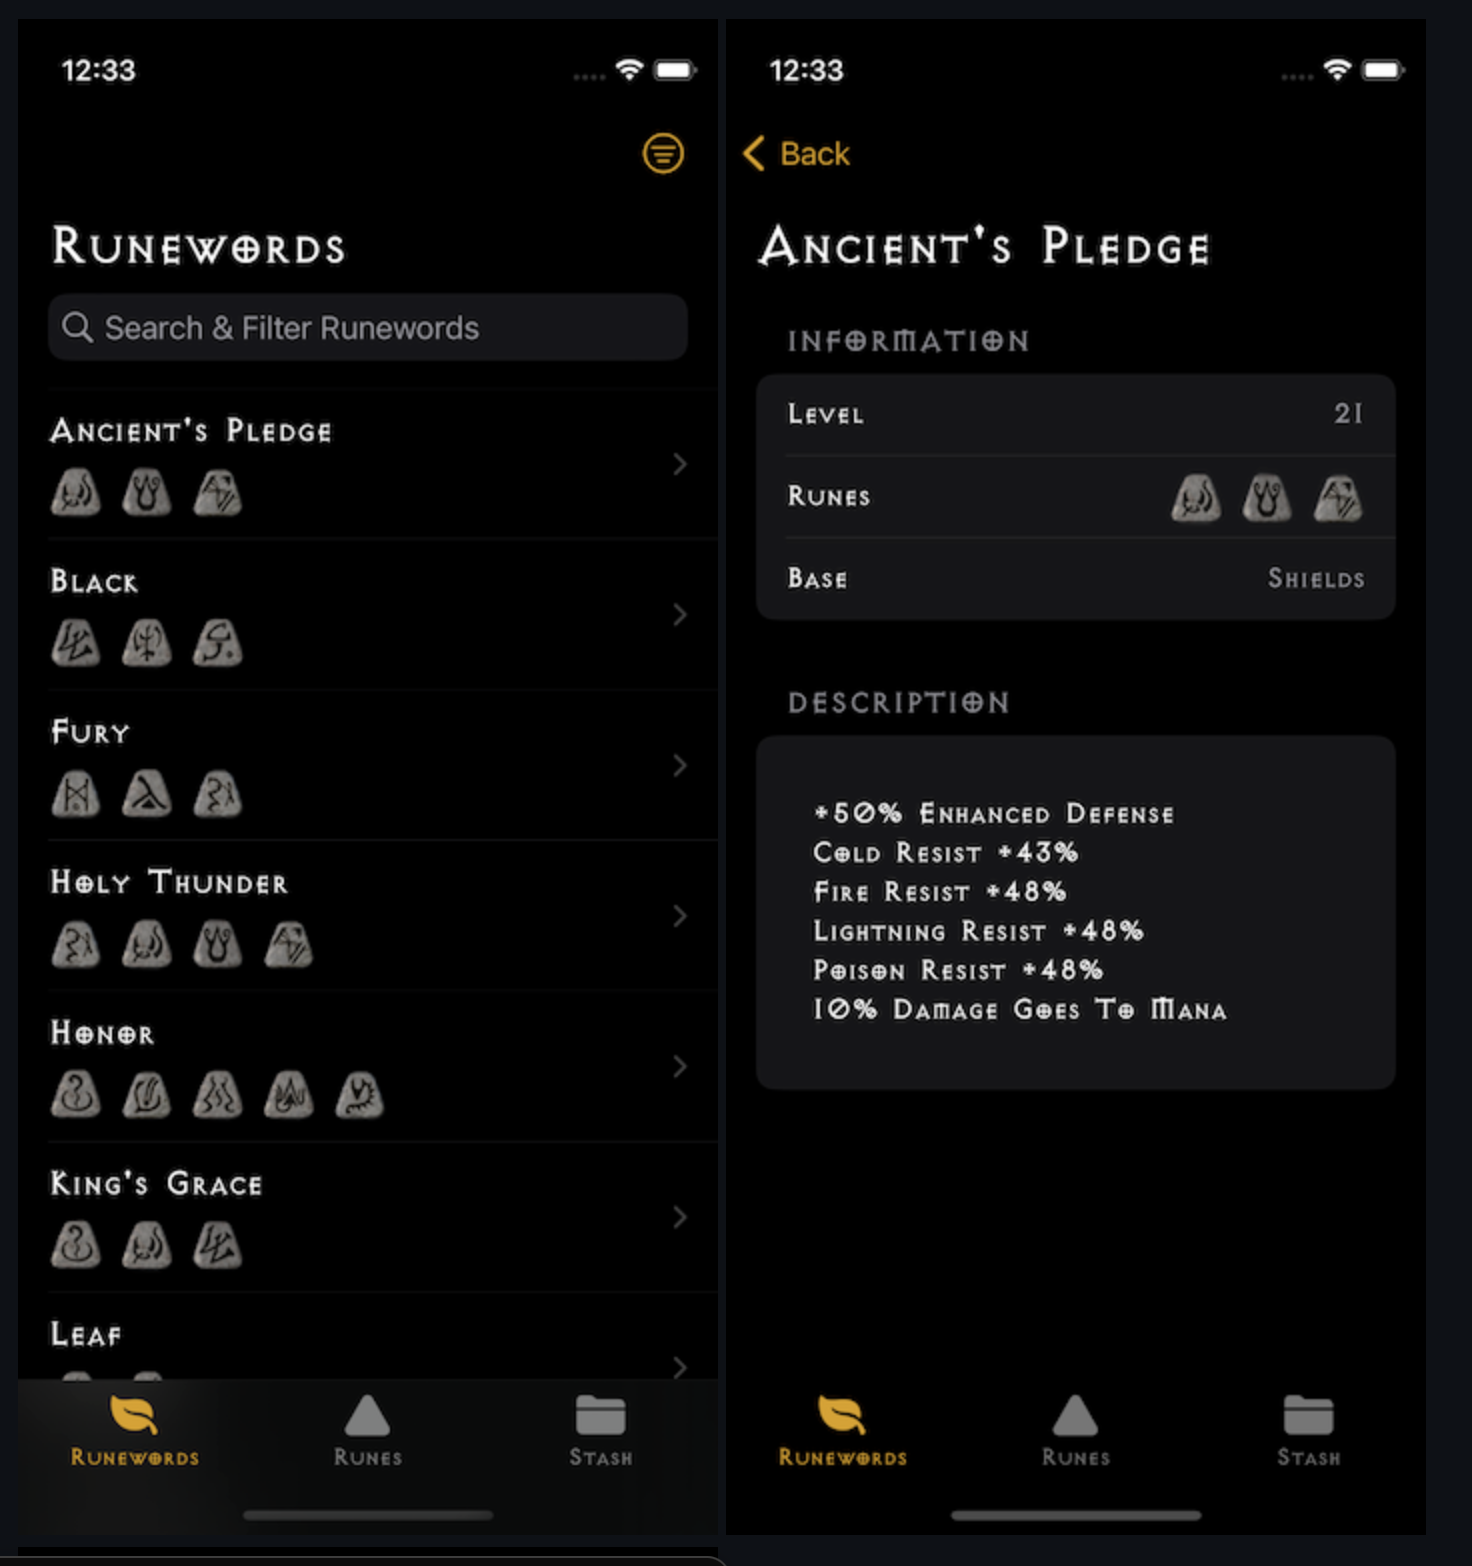 12:33
Runewords
Search & Filter Runewords
Ancient's Pledge
Black
Fury
Holy Thunder
Honor
King's Grace
Leaf
Runewords
Runes
Stash
12:33
Back
Ancient's Pledge
INFORMATION
Level
21
Runes
Base
Shields
DESCRIPTION
+50% Enhanced Defense
Cold Resist +43%
Fire Resist +48%
Lightning Resist +48%
Poison Resist +48%
10% Damage Goes To Mana
Runewords
Runes
Stash